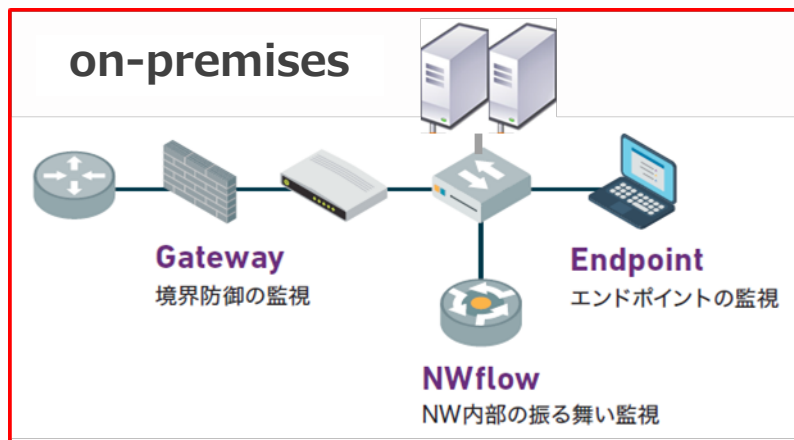 on-premises
Gateway
境界防御の監視
Endpoint
エンドポイントの監視
NWflow
NW内部の振る舞い監視